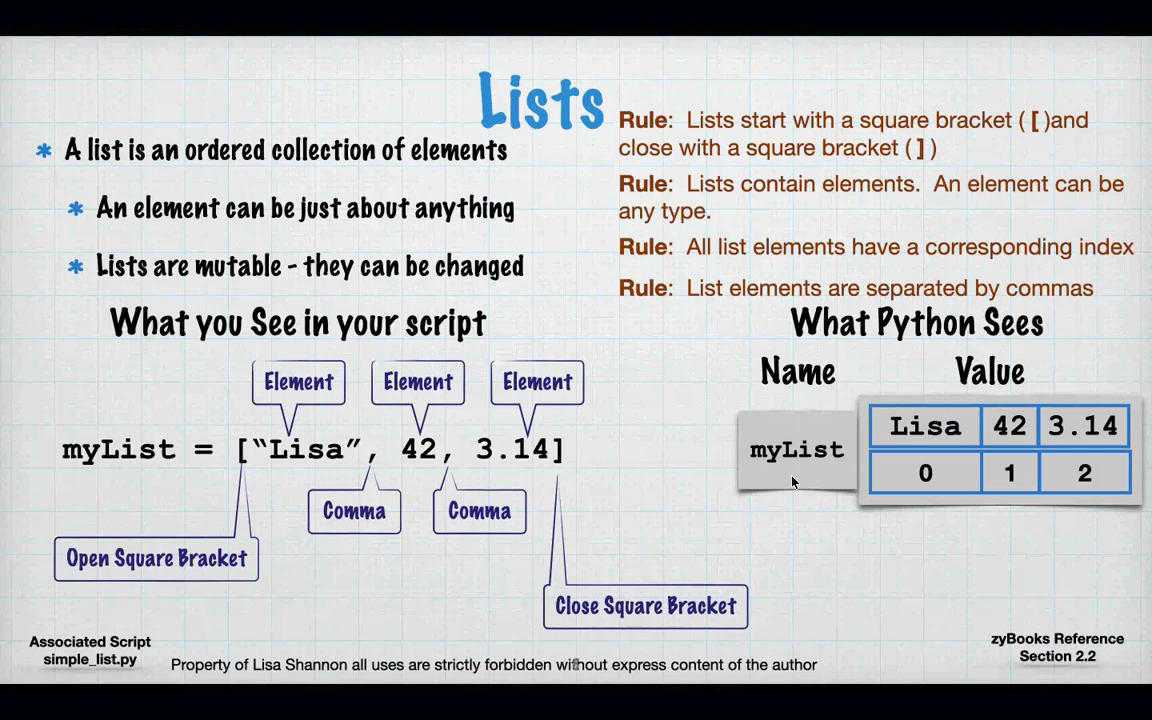 Lists
* A list is an ordered collection of elements
* An element can be just about anything
* Lists are mutable - they can be changed
Rule: Lists start with a square bracket ( [ )and
close with a square bracket ( ] )
Rule: Lists contain elements. An element can be
any type.
Rule: All list elements have a corresponding index
Rule: List elements are separated by commas
What you See in your script
Element Element Element
myList = [“Lisa”, 42, 3.14]
Comma Comma
Open Square Bracket
Close Square Bracket
What Python Sees
Name Value
myList
Lisa 42 3.14
0 1 2
Associated Script
simple_list.py
Property of Lisa Shannon all uses are strictly forbidden without express content of the author
zyBooks Reference
Section 2.2